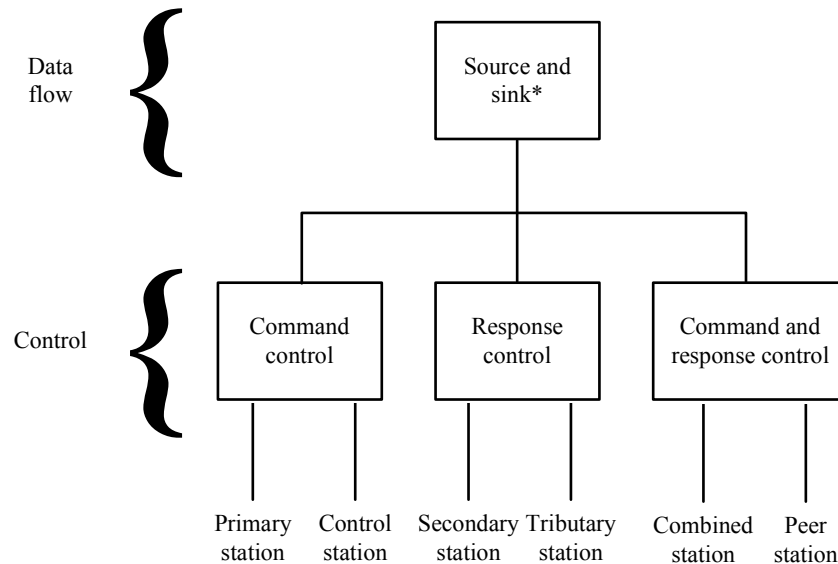 Data
flow
Source and
sink*
Control
Command
control
Response
control
Command and
response control
Primary
station
Control
station
Secondary
station
Tributary
station
Combined
station
Peer
station